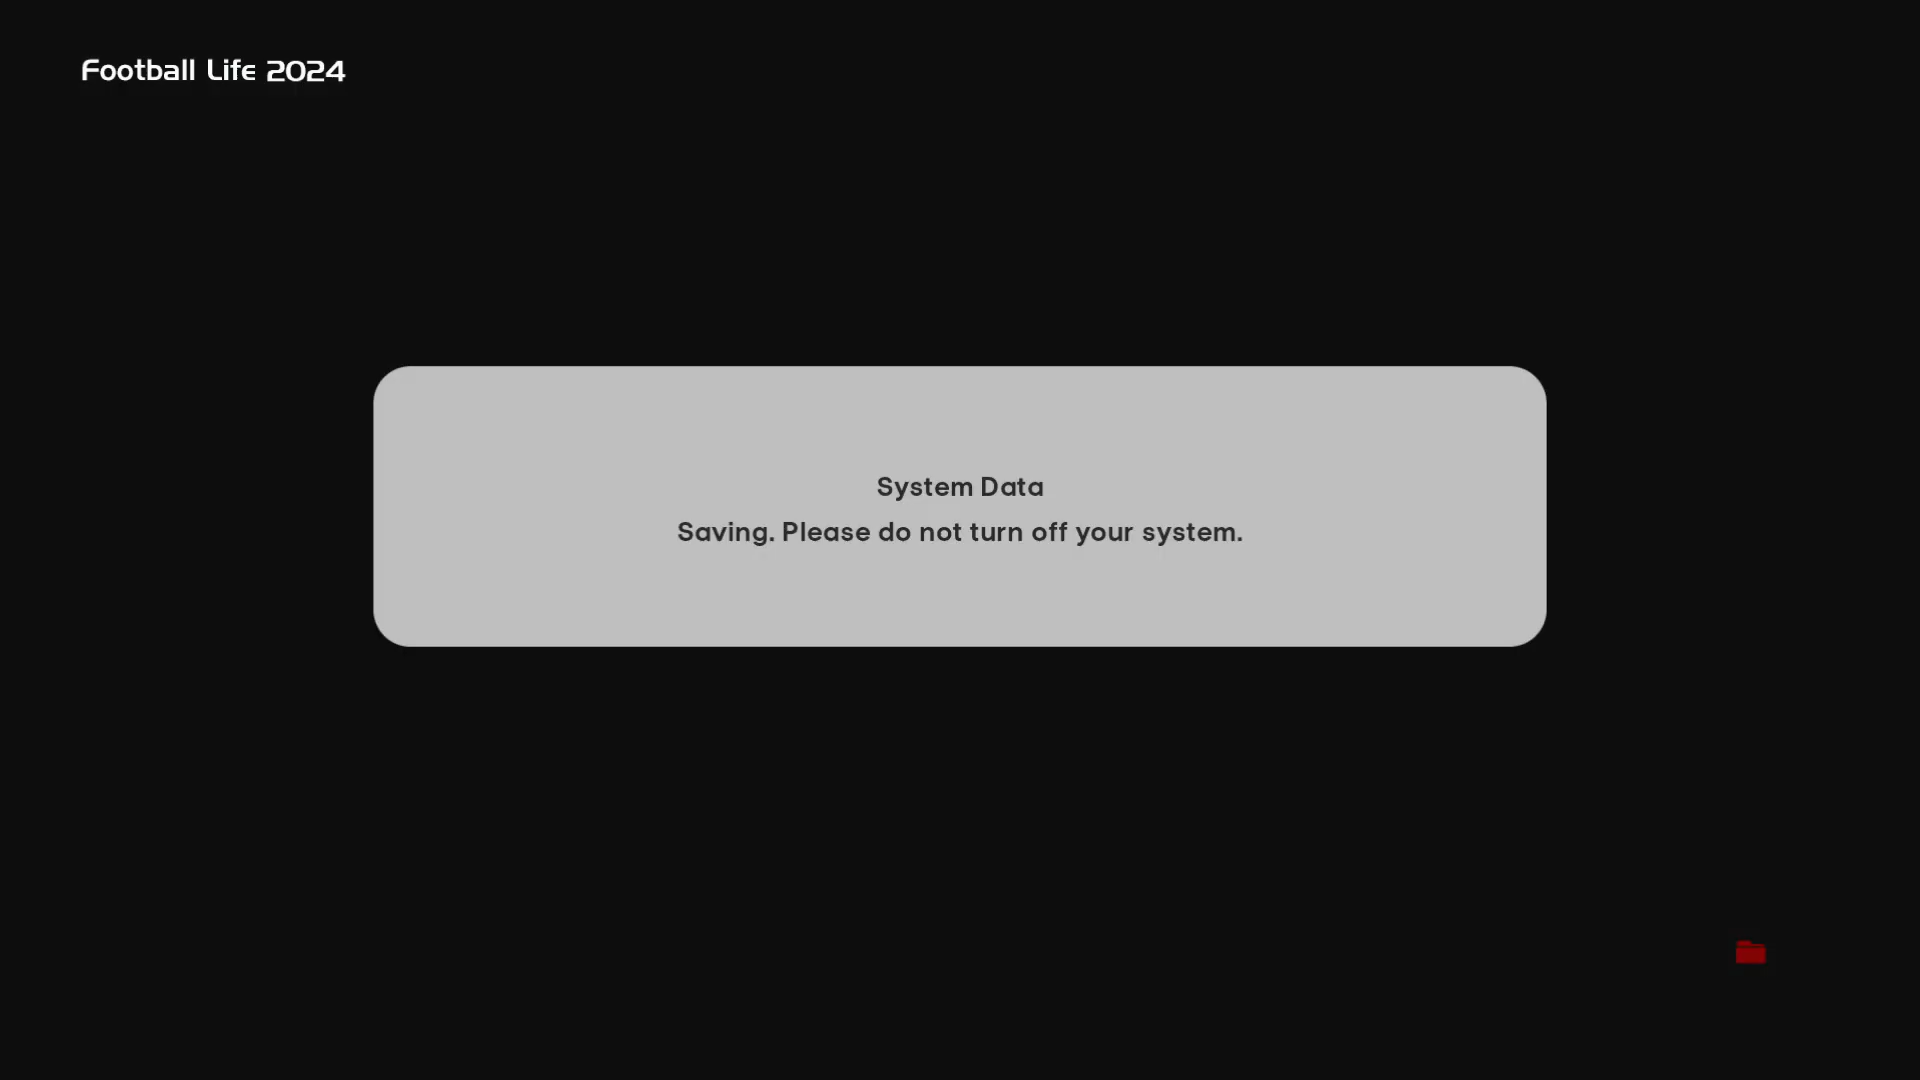 Football Life 2024
System Data
Saving. Please do not turn off your system.